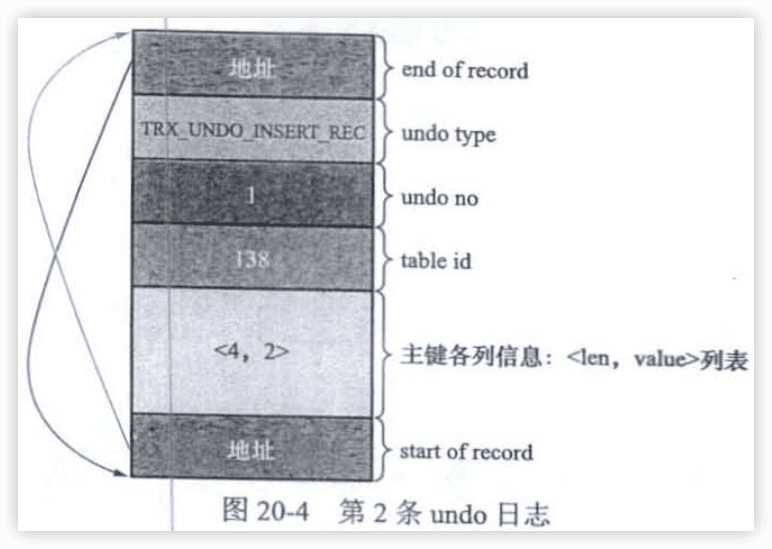 地址 end of record
TRX_UNDO_INSERT_REC undo type
1 undo no
138 table id
<4, 2> 主键各列信息：<len, value>列表
地址 start of record
图 20-4 第 2 条 undo 日志